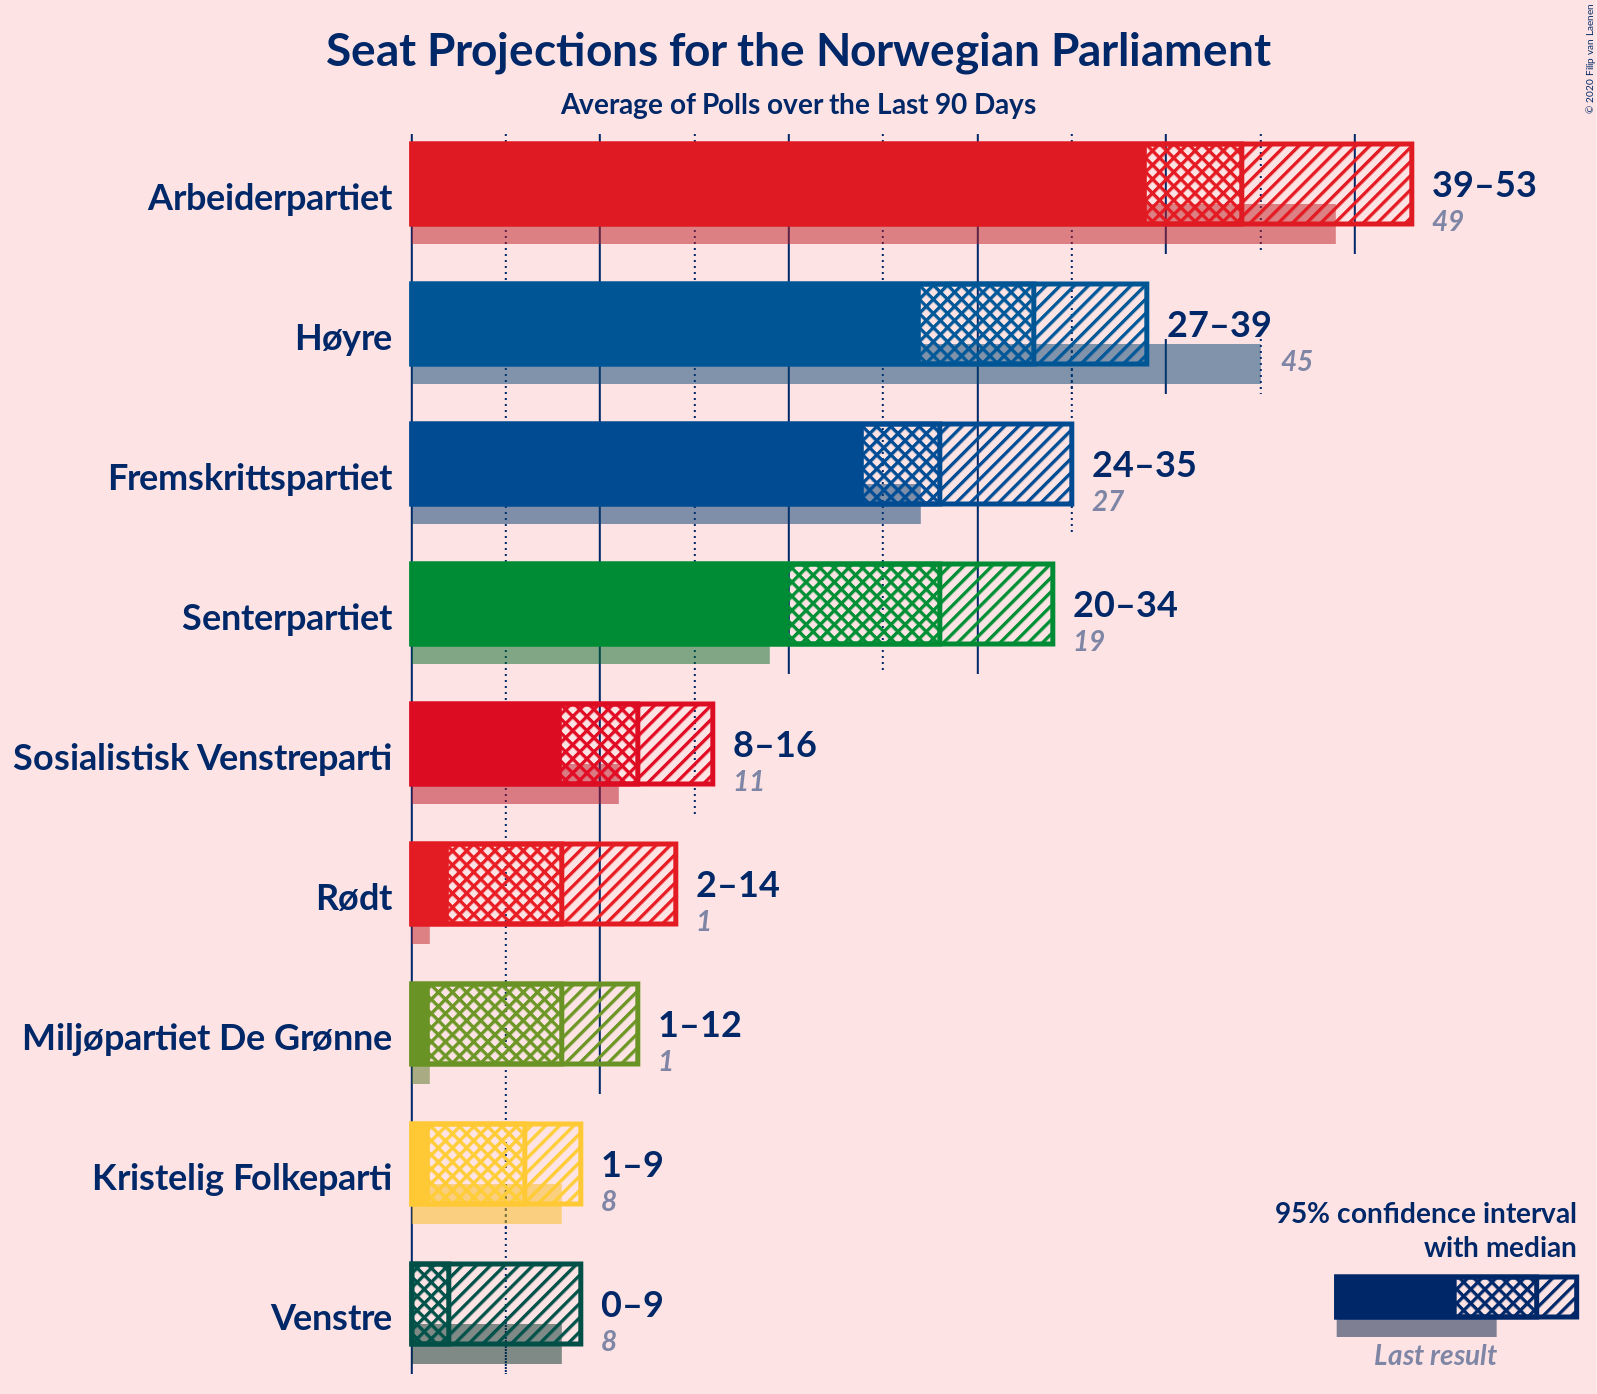 Seat Projections for the Norwegian Parliament
Average of Polls over the Last 90 Days
© 2020 Filip van Laenen
Arbeiderpartiet
39–53
49
Høyre
27–39
45
Fremskrittspartiet
24–35
27
Senterpartiet
20–34
19
Sosialistisk Venstreparti
8–16
11
Rødt
2–14
1
Miljøpartiet De Grønne
1–12
1
Kristelig Folkeparti
1–9
8
Venstre
0–9
8
95% confidence interval
with median
Last result